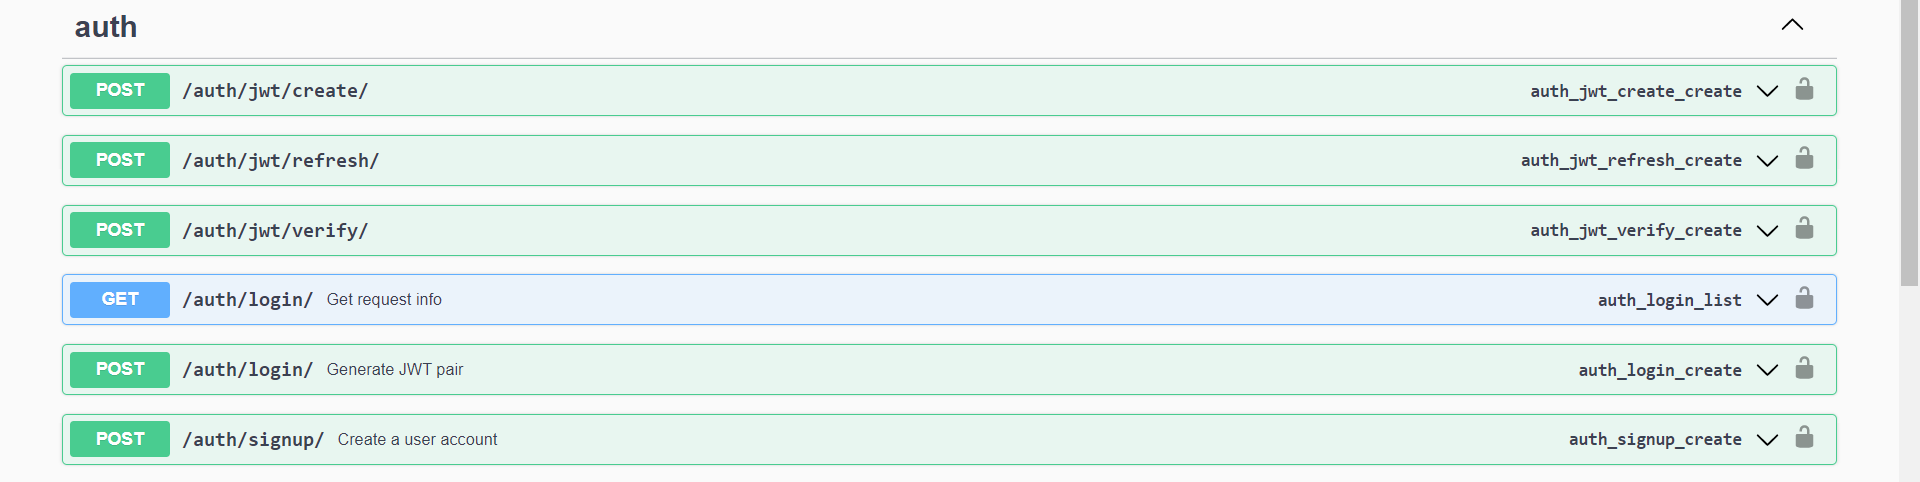 auth
POST /auth/jwt/create/ auth_jwt_create_create
POST /auth/jwt/refresh/ auth_jwt_refresh_create
POST /auth/jwt/verify/ auth_jwt_verify_create
GET /auth/login/ Get request info auth_login_list
POST /auth/login/ Generate JWT pair auth_login_create
POST /auth/signup/ Create a user account auth_signup_create